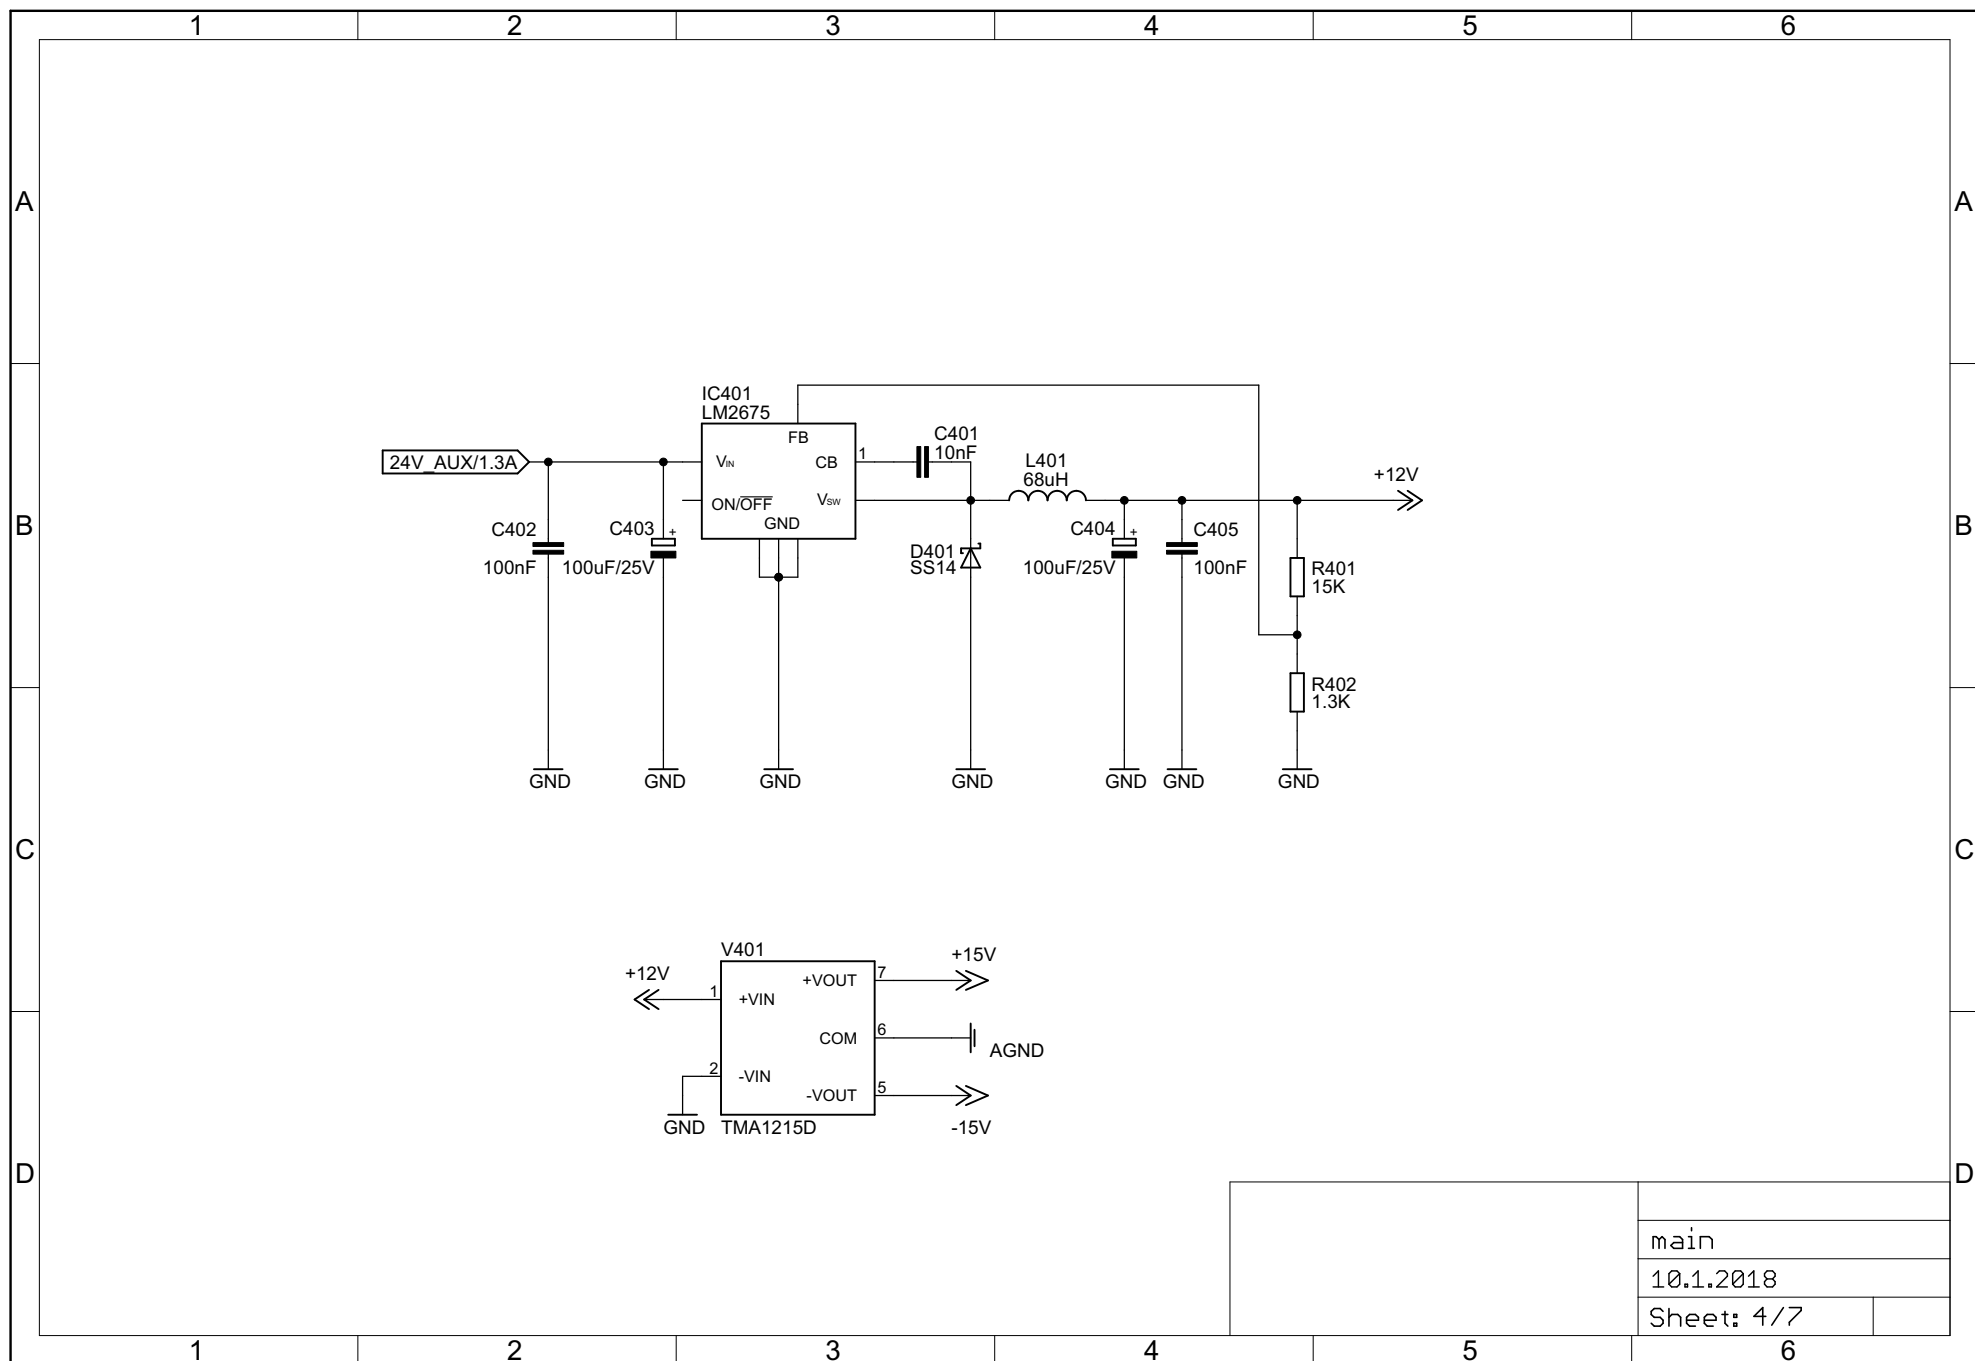 1 2 3 4 5 6
A A
IC401
LM2675
FB
C401
10nF
24V_AUX/1.3A
VIN
CB
1
L401
68uH
+12V
ON/OFF
VSW
B B
GND
C402
100nF
C403
+
100uF/25V
D401
SS14
C404
+
100uF/25V
C405
100nF
R401
15K
R402
1.3K
GND GND GND GND GND GND GND
C C
V401
+12V
1
+VIN
+VOUT
7
+15V
COM
6
AGND
2
-VIN
-VOUT
5
GND
TMA1215D
-15V
D D
main
10.1.2018
Sheet: 4/7
1 2 3 4 5 6